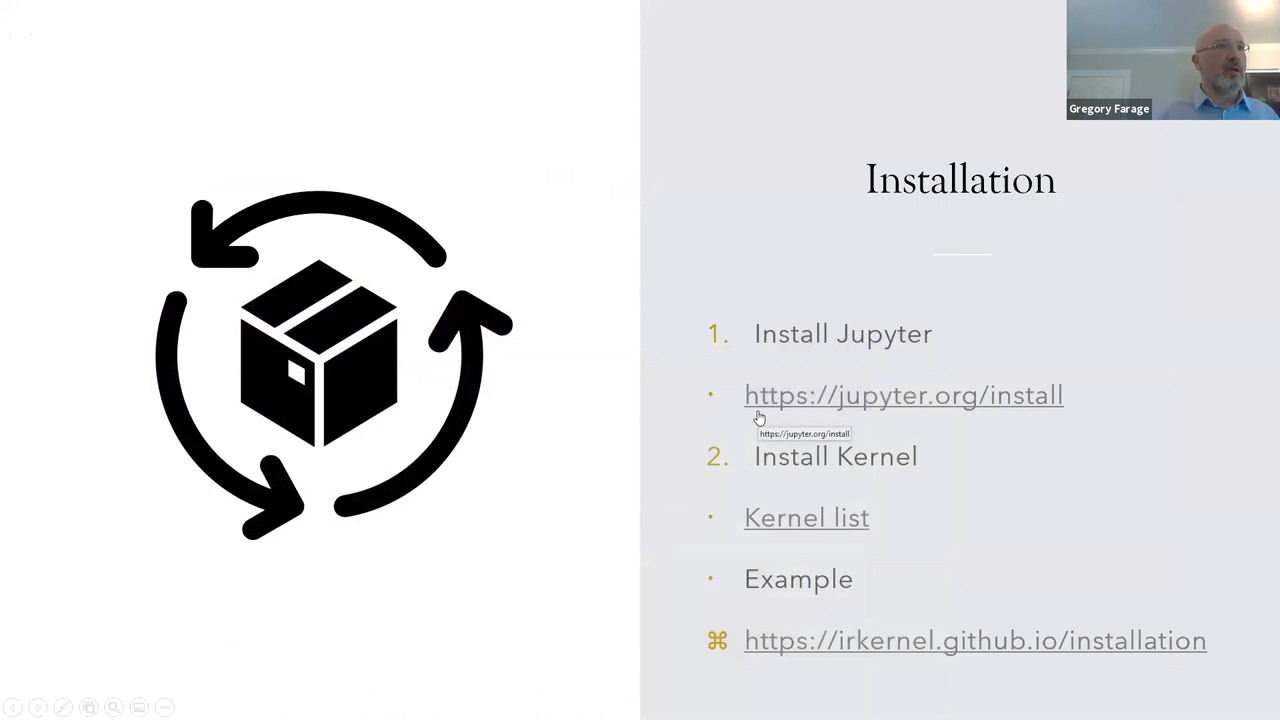 Gregory Farage
Installation
1. Install Jupyter
· https://jupyter.org/install
https://jupyter.org/install
2. Install Kernel
· Kernel list
· Example
⌘ https://irkernel.github.io/installation